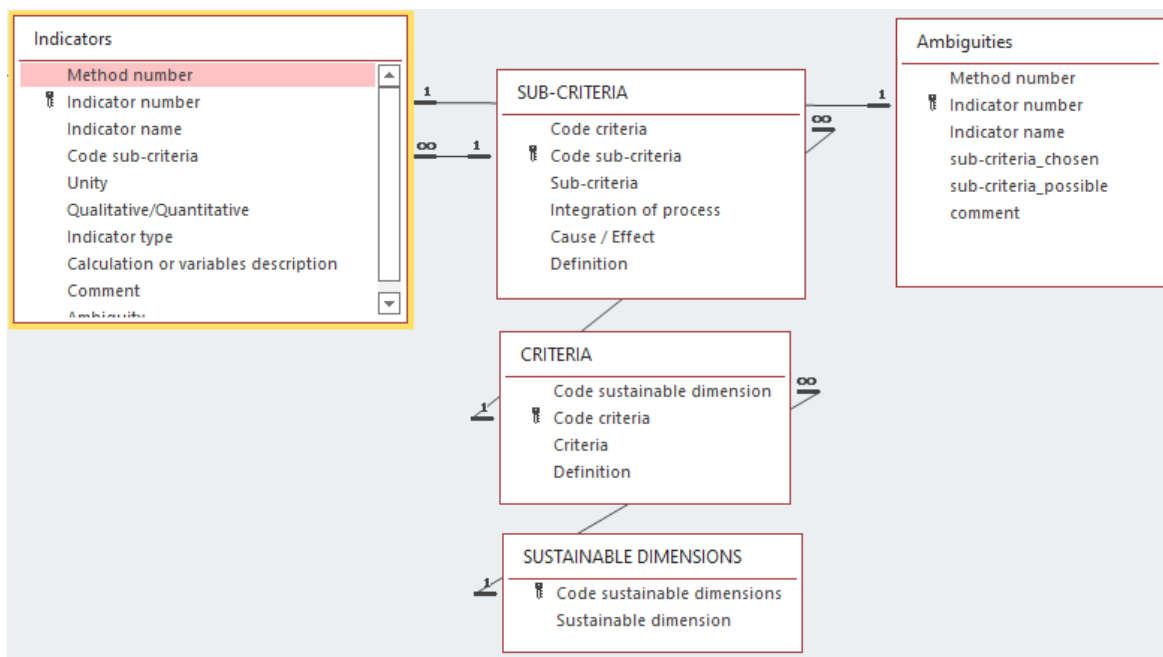 Indicators
Method number
Indicator number
Indicator name
Code sub-criteria
Unity
Qualitative/Quantitative
Indicator type
Calculation or variables description
Comment
Ambiguity
1
∞
1
SUB-CRITERIA
Code criteria
Code sub-criteria
Sub-criteria
Integration of process
Cause / Effect
Definition
1
∞
Ambiguities
Method number
Indicator number
Indicator name
sub-criteria_chosen
sub-criteria_possible
comment
CRITERIA
Code sustainable dimension
Code criteria
Criteria
Definition
1
∞
SUSTAINABLE DIMENSIONS
Code sustainable dimensions
Sustainable dimension
1